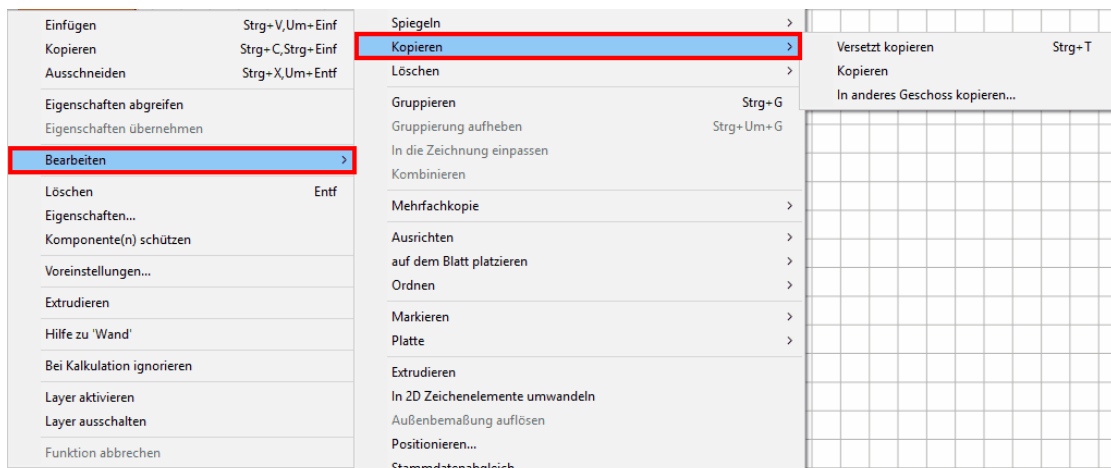 Einfügen Strg+V,Um+Einf
Kopieren Strg+C,Strg+Einf
Ausschneiden Strg+X,Um+Entf
Eigenschaften abgreifen
Eigenschaften übernehmen
Bearbeiten >
Löschen Entf
Eigenschaften...
Komponente(n) schützen
Voreinstellungen...
Extrudieren
Hilfe zu 'Wand'
Bei Kalkulation ignorieren
Layer aktivieren
Layer ausschalten
Funktion abbrechen
Spiegeln >
Kopieren >
Löschen >
Gruppieren Strg+G
Gruppierung aufheben Strg+Um+G
In die Zeichnung einpassen
Kombinieren
Mehrfachkopie >
Ausrichten >
auf dem Blatt platzieren >
Ordnen >
Markieren >
Platte >
Extrudieren
In 2D Zeichenelemente umwandeln
Außenbemaßung auflösen
Positionieren...
Stammdatenabgleich
Versetzt kopieren Strg+T
Kopieren
In anderes Geschoss kopieren...